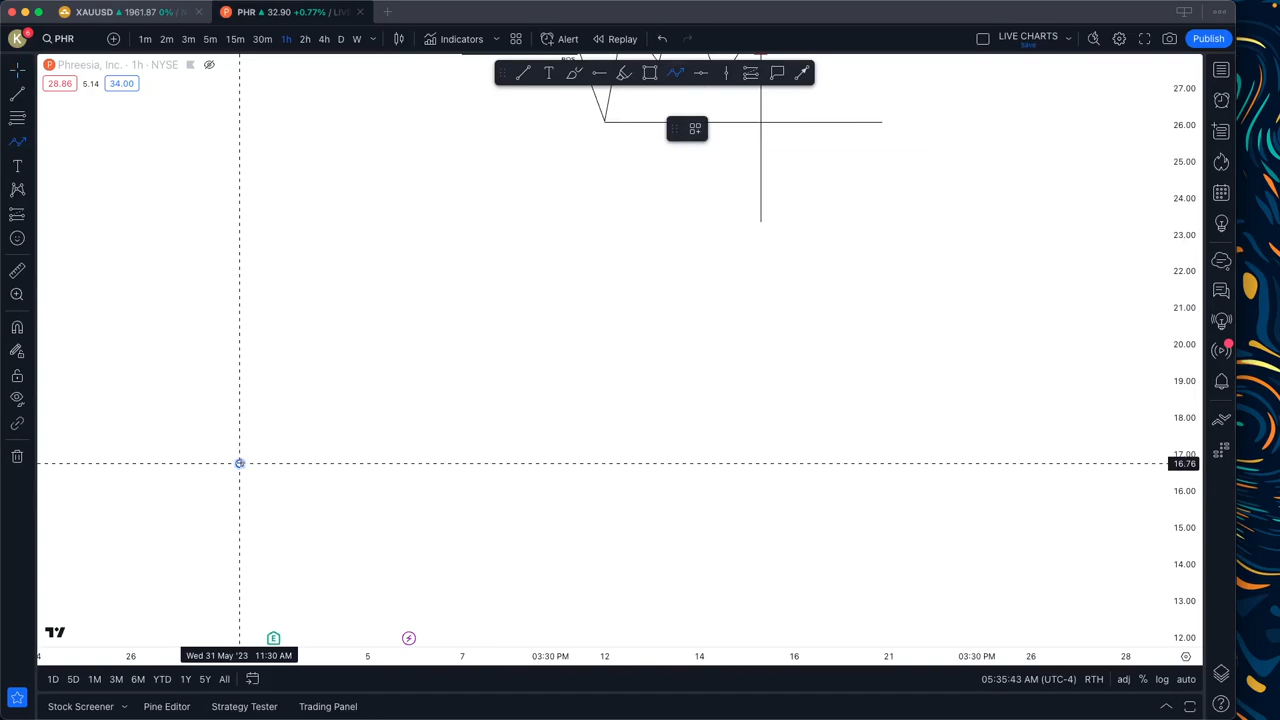 XAUUSD ▲ 1961.87 0% /
PHR ▲ 32.90 +0.77% / LIV
K 6 PHR 1m 2m 3m 5m 15m 30m 1h 2h 4h D W Indicators Alert Replay LIVE CHARTS Save Publish
Phreesia, Inc. · 1h · NYSE
28.86 5.14 34.00
27.00
26.00
25.00
24.00
23.00
22.00
21.00
20.00
19.00
18.00
17.00
16.76
16.00
15.00
14.00
13.00
12.00
E
4 26 Wed 31 May '23 11:30 AM 5 7 03:30 PM 12 14 16 21 03:30 PM 26 28
1D 5D 1M 3M 6M YTD 1Y 5Y All 05:35:43 AM (UTC-4) RTH adj % log auto
Stock Screener Pine Editor Strategy Tester Trading Panel